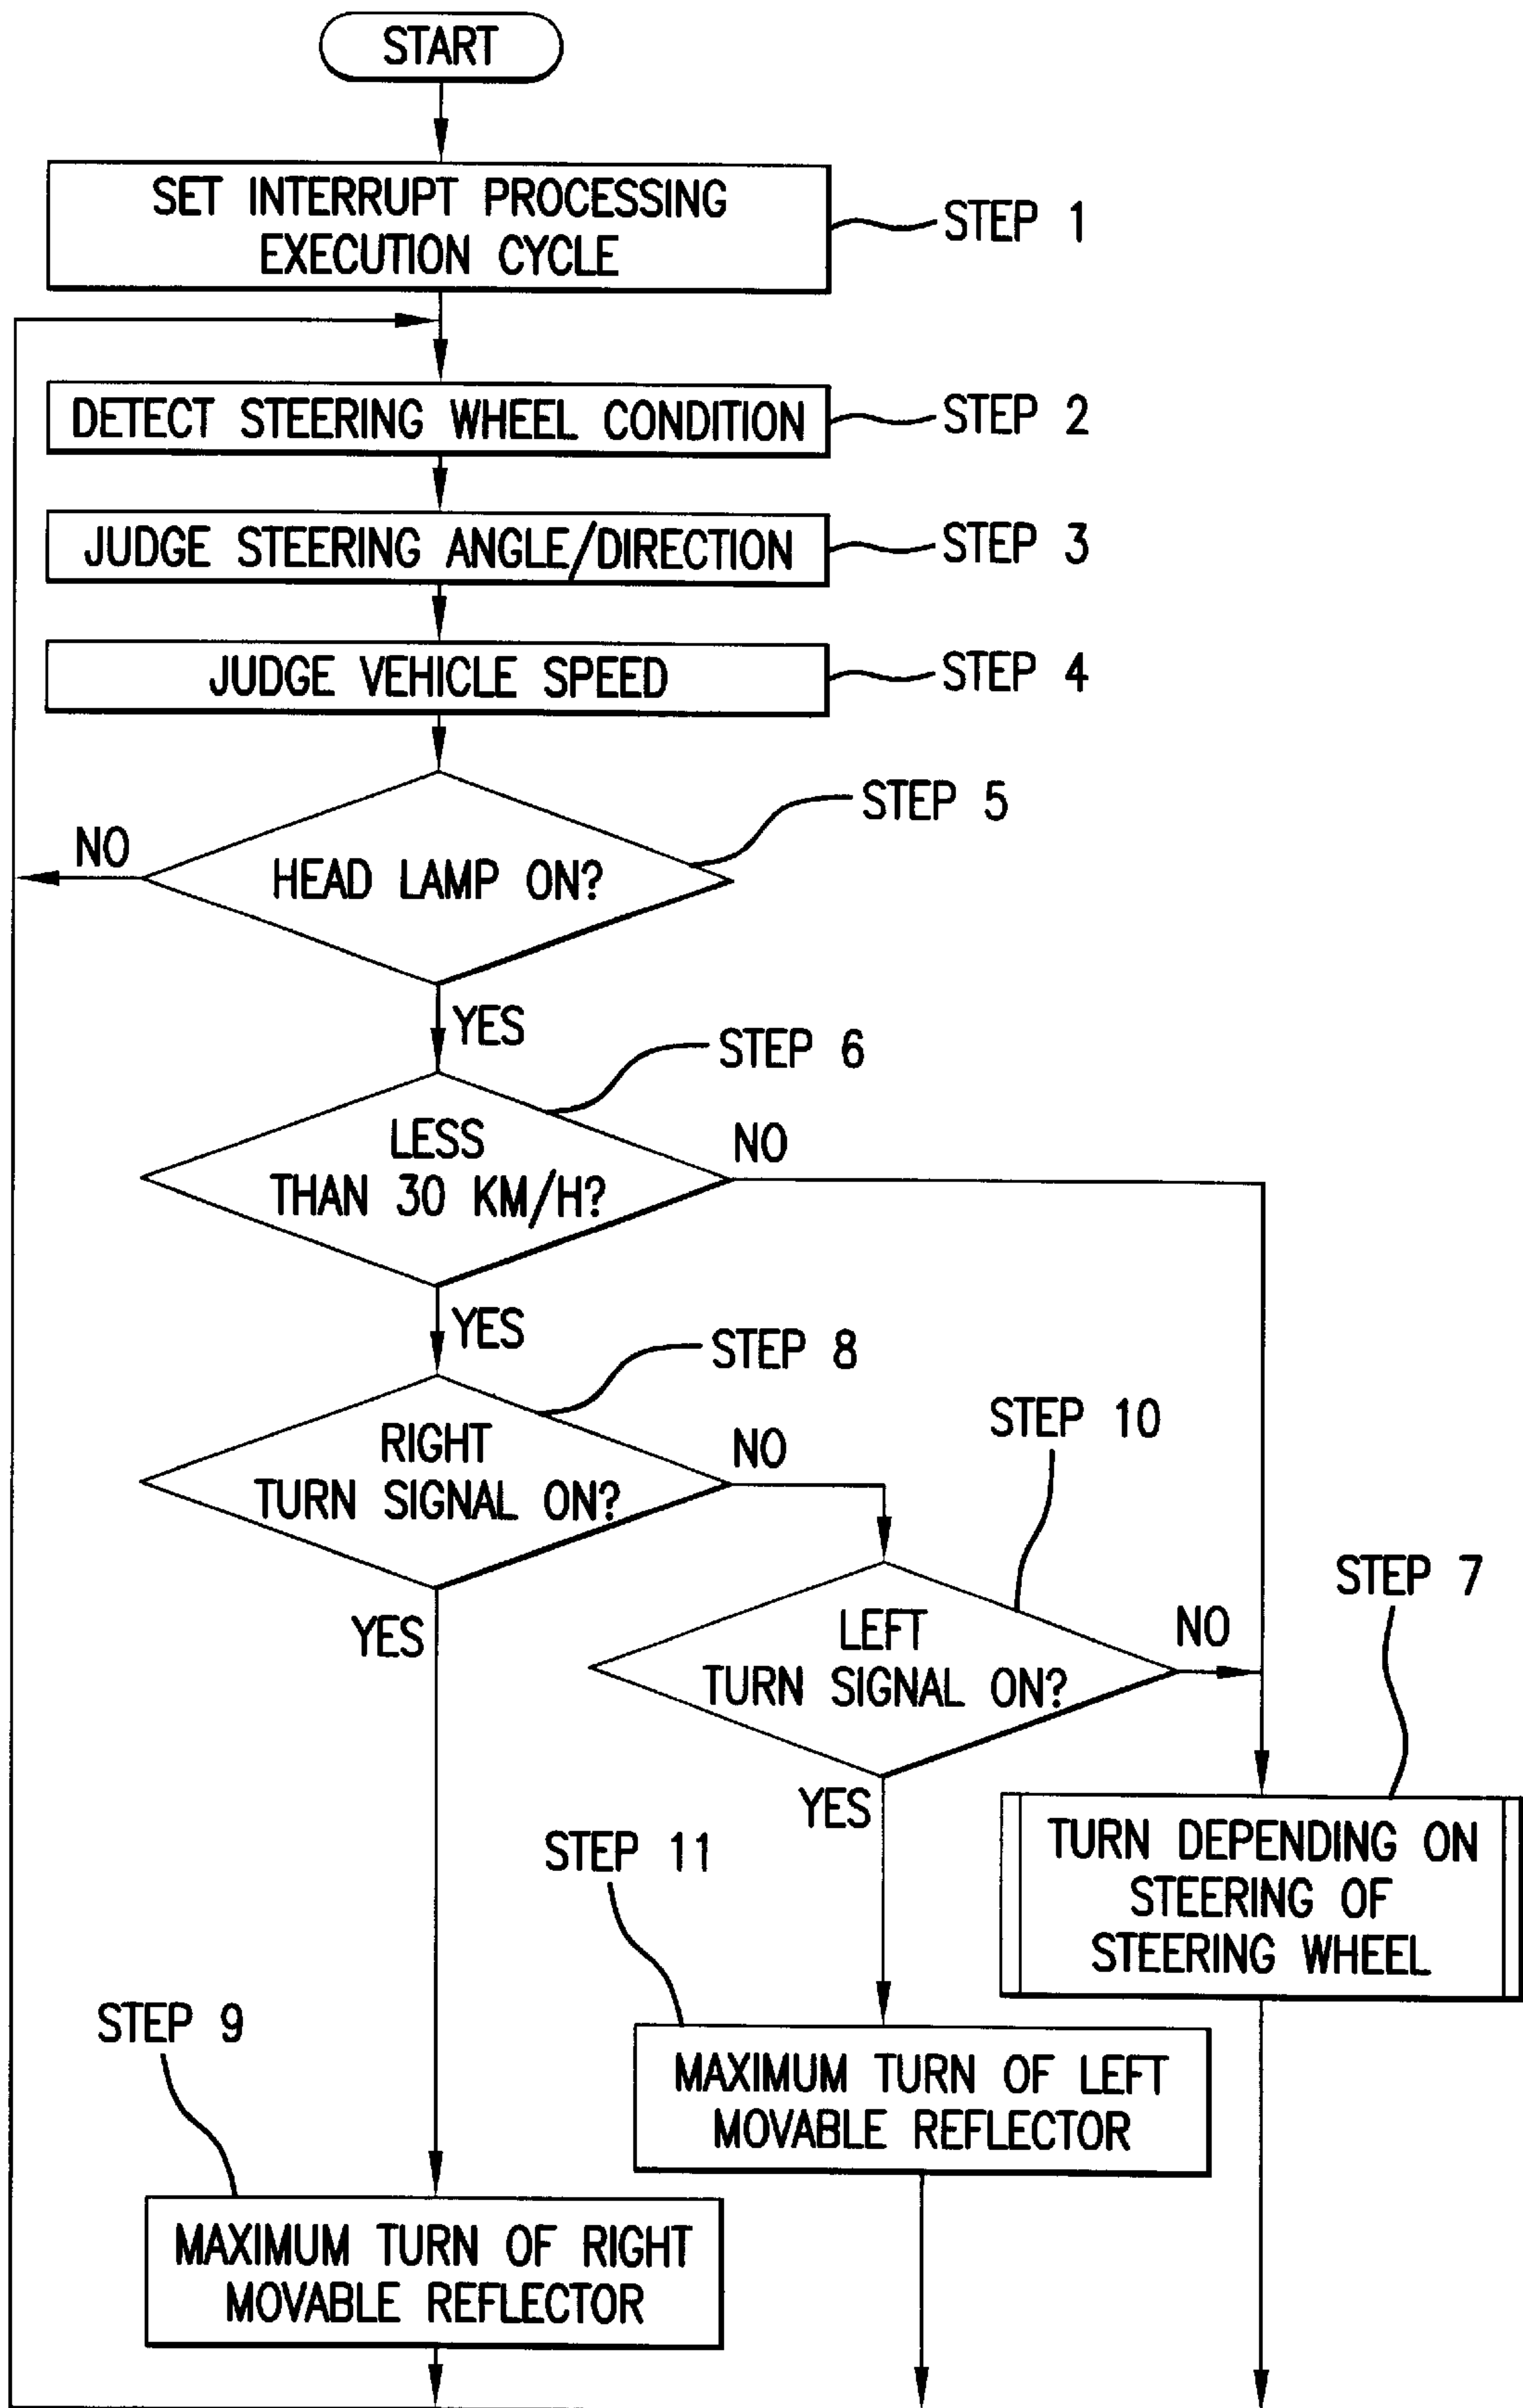 START
SET INTERRUPT PROCESSING
EXECUTION CYCLE
STEP 1
DETECT STEERING WHEEL CONDITION
STEP 2
JUDGE STEERING ANGLE/DIRECTION
STEP 3
JUDGE VEHICLE SPEED
STEP 4
STEP 5
NO
HEAD LAMP ON?
YES
STEP 6
LESS
THAN 30 KM/H?
NO
YES
STEP 8
RIGHT
TURN SIGNAL ON?
NO
STEP 10
YES
LEFT
TURN SIGNAL ON?
NO
STEP 7
YES
TURN DEPENDING ON
STEERING OF
STEERING WHEEL
STEP 11
MAXIMUM TURN OF LEFT
MOVABLE REFLECTOR
STEP 9
MAXIMUM TURN OF RIGHT
MOVABLE REFLECTOR